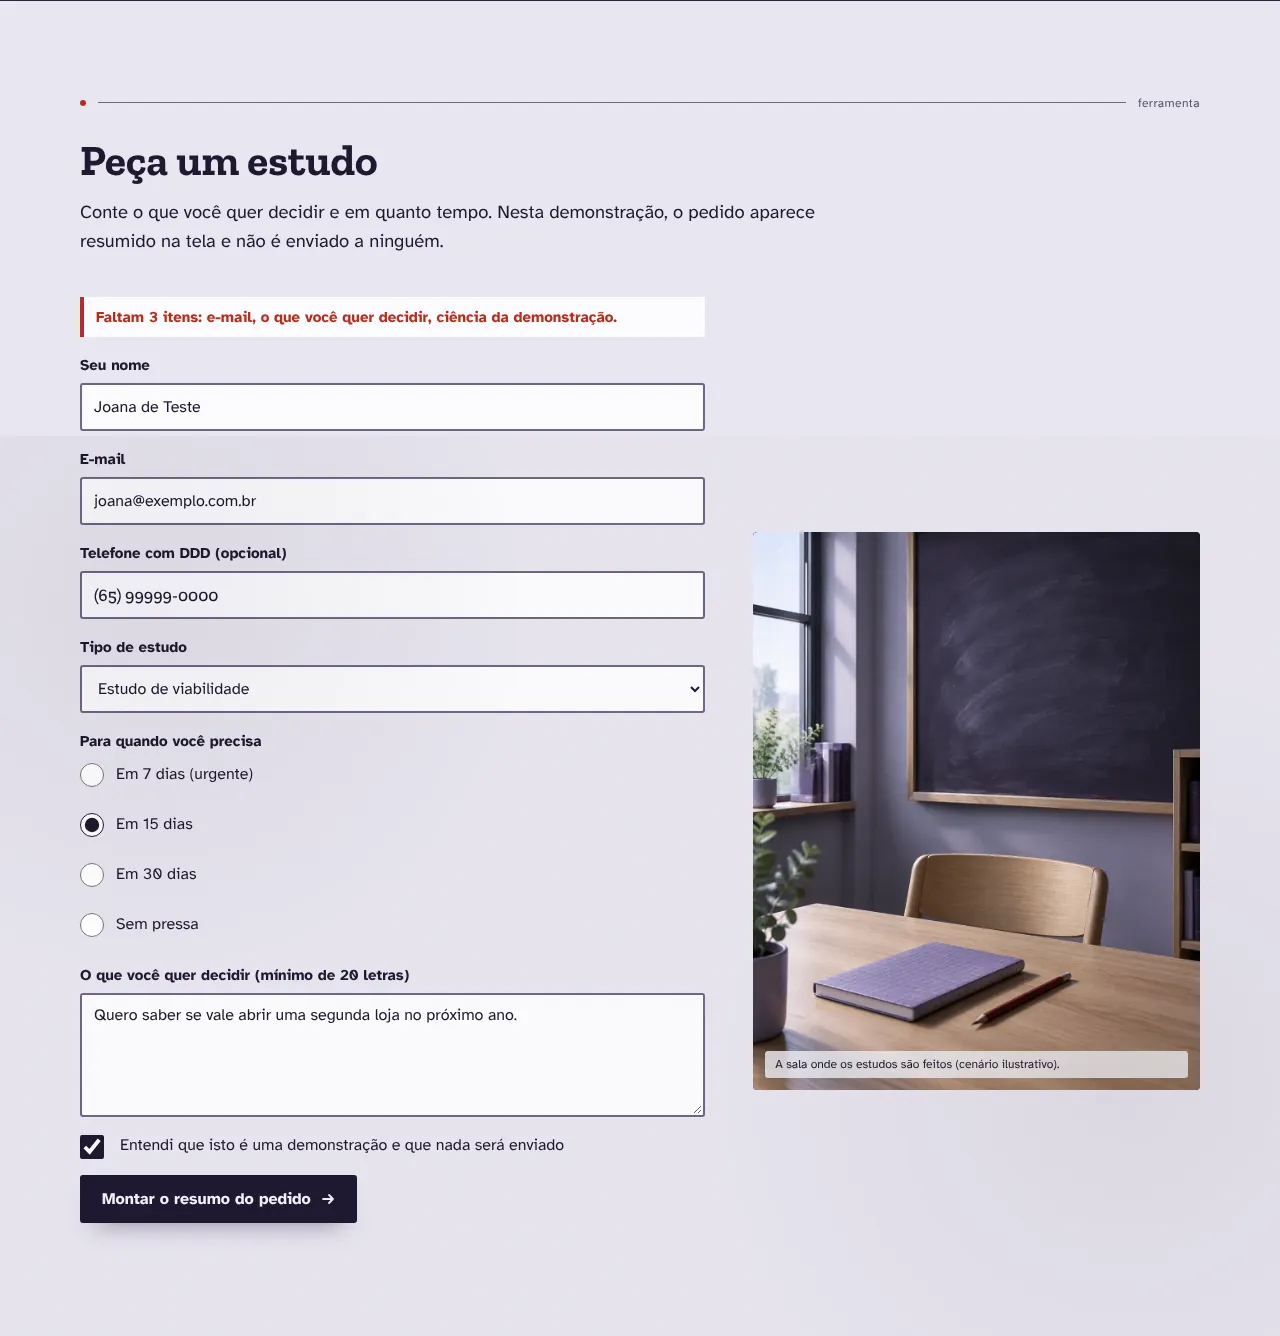 ferramenta
Peça um estudo
Conte o que você quer decidir e em quanto tempo. Nesta demonstração, o pedido aparece
resumido na tela e não é enviado a ninguém.
Faltam 3 itens: e-mail, o que você quer decidir, ciência da demonstração.
Seu nome
Joana de Teste
E-mail
joana@exemplo.com.br
Telefone com DDD (opcional)
(65) 99999-0000
Tipo de estudo
Estudo de viabilidade
Para quando você precisa
Em 7 dias (urgente)
Em 15 dias
Em 30 dias
Sem pressa
O que você quer decidir (mínimo de 20 letras)
Quero saber se vale abrir uma segunda loja no próximo ano.
A sala onde os estudos são feitos (cenário ilustrativo).
Entendi que isto é uma demonstração e que nada será enviado
Montar o resumo do pedido →